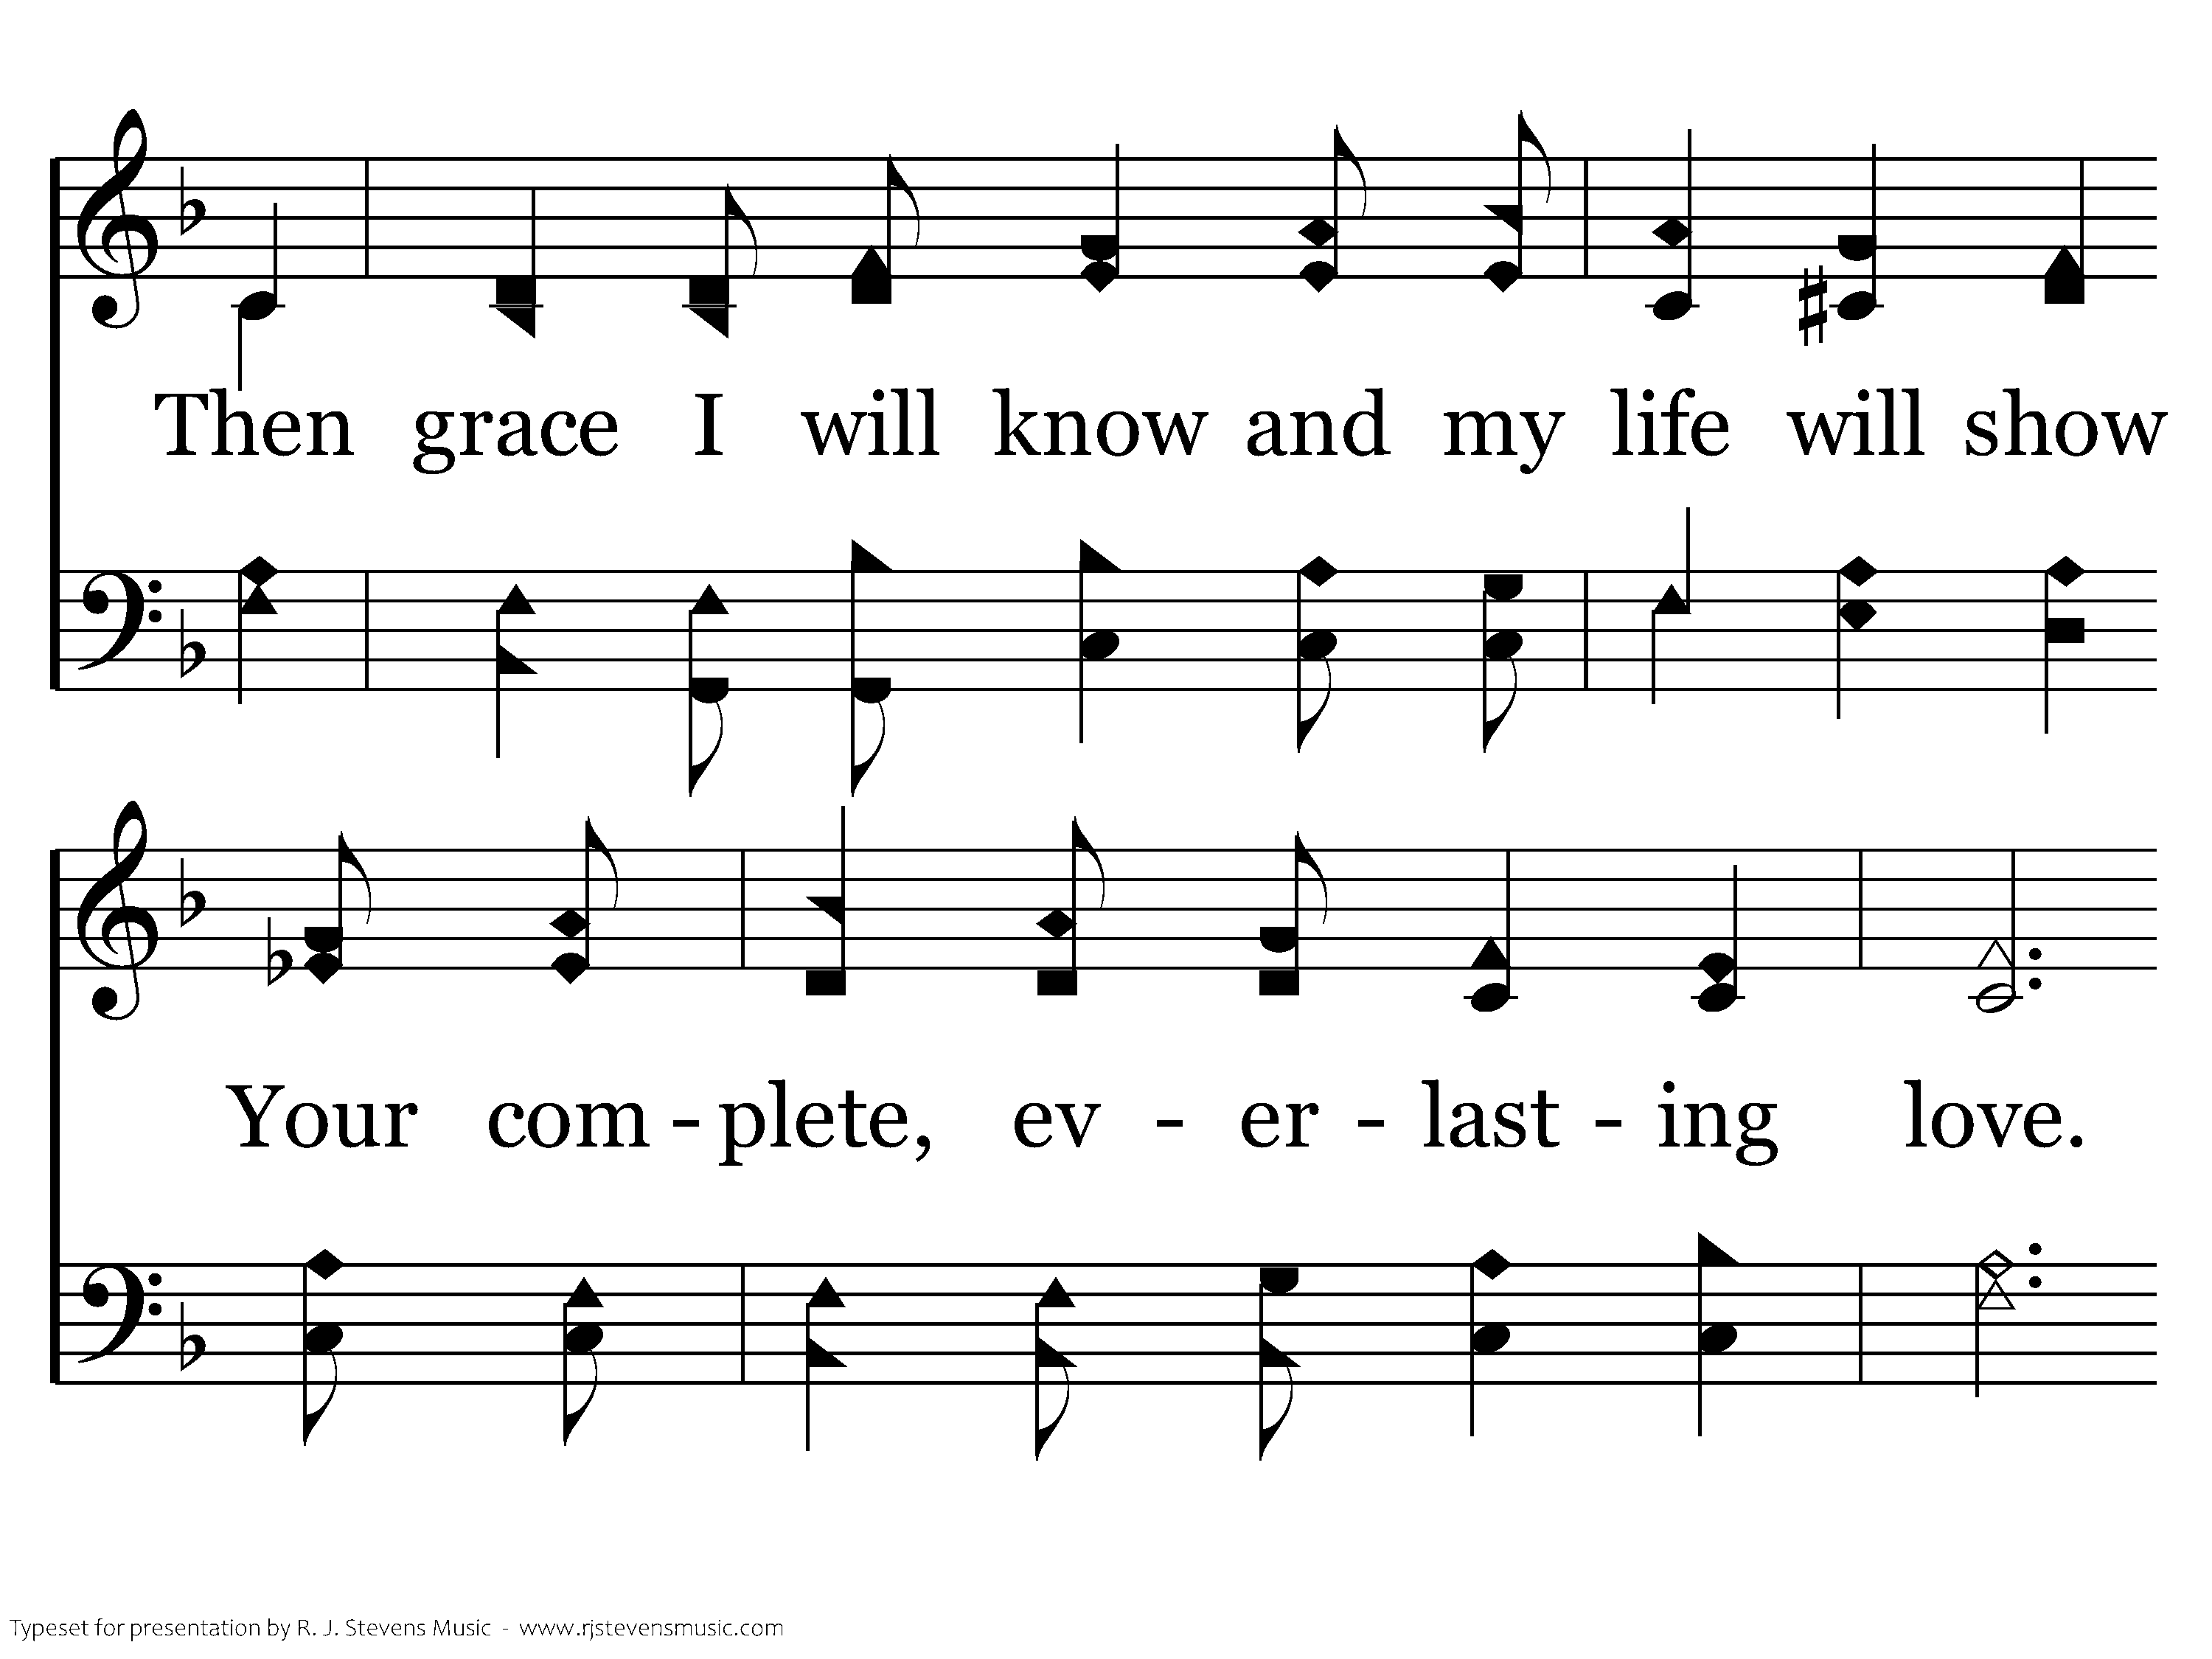 Then grace I will know and my life will show
Your com - plete, ev - er - last - ing love.
Typeset for presentation by R. J. Stevens Music - www.rjstevensmusic.com